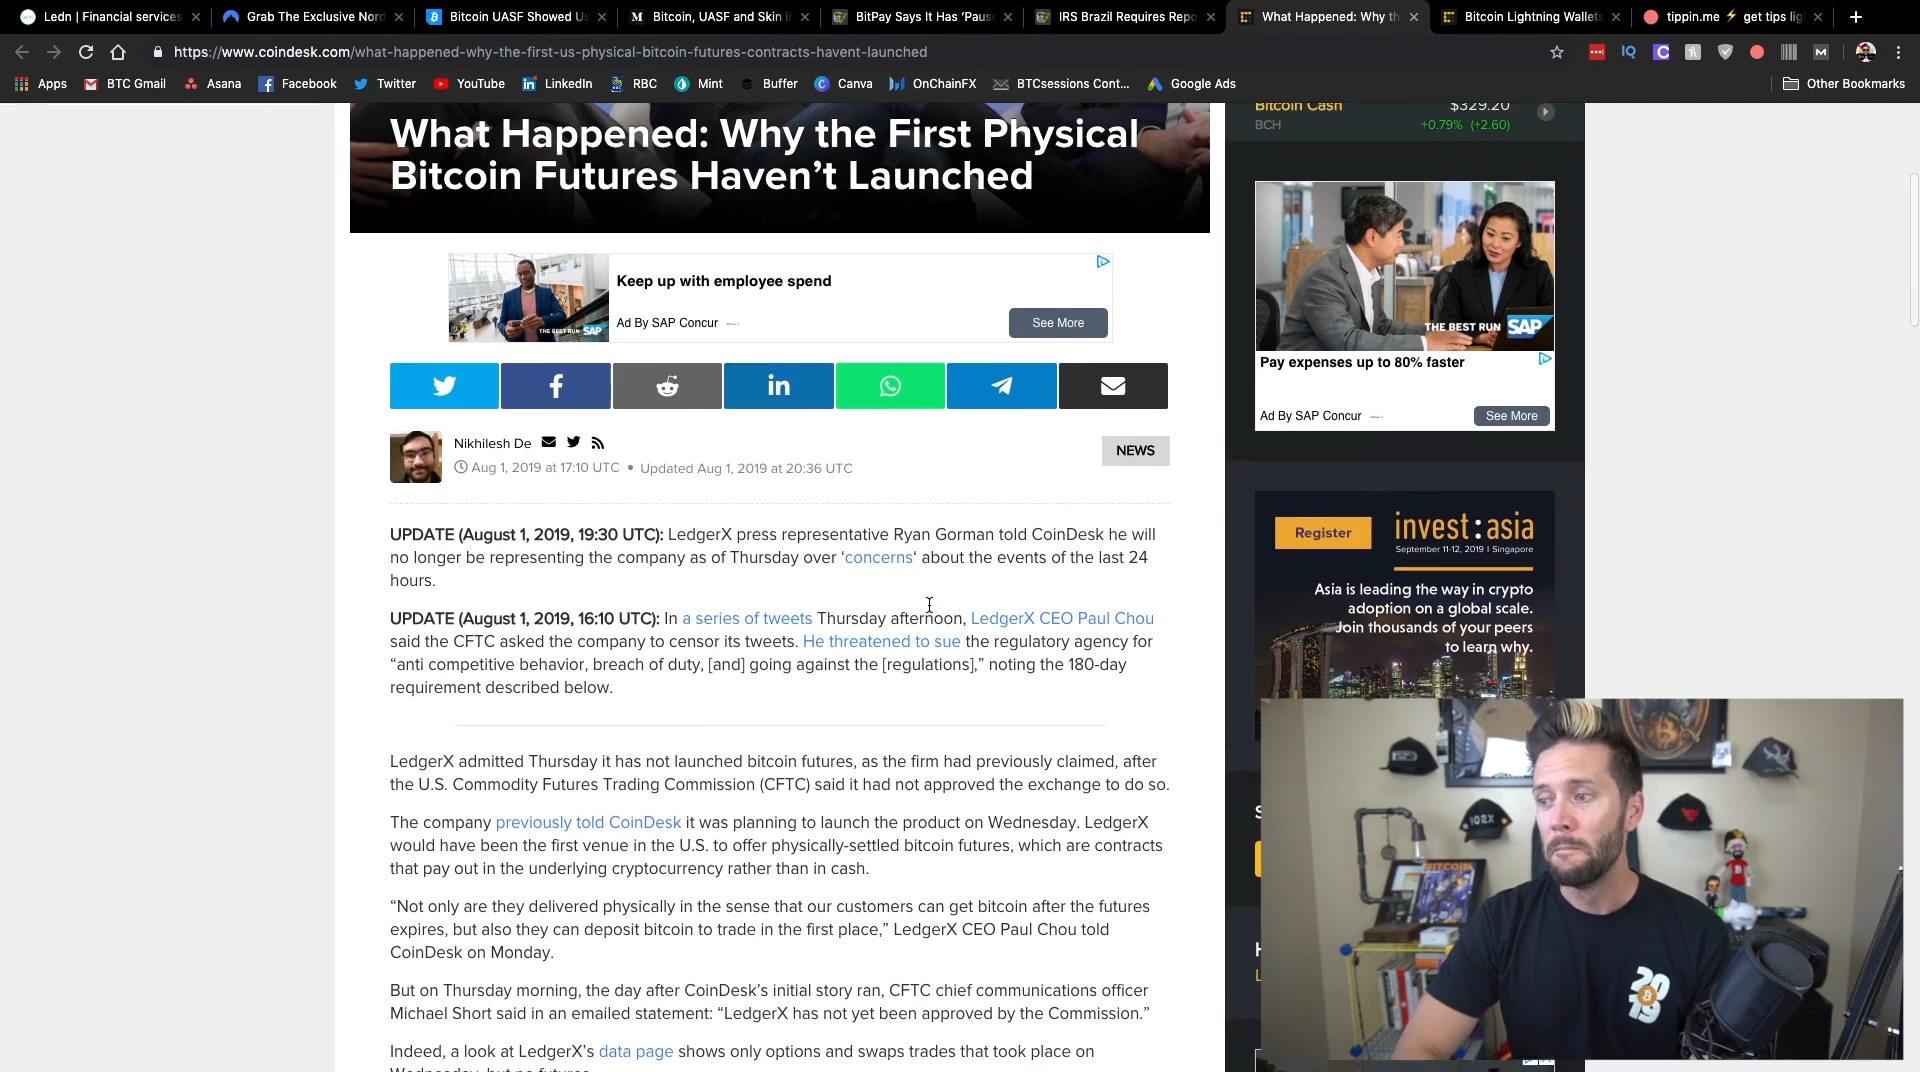 Ledn | Financial services
Grab The Exclusive Nord
Bitcoin UASF Showed Us
Bitcoin, UASF and Skin in
BitPay Says It Has 'Pause
IRS Brazil Requires Repo
What Happened: Why th
Bitcoin Lightning Wallets
tippin.me ⚡ get tips lig
https://www.coindesk.com/what-happened-why-the-first-us-physical-bitcoin-futures-contracts-havent-launched
Apps
BTC Gmail
Asana
Facebook
Twitter
YouTube
LinkedIn
RBC
Mint
Buffer
Canva
OnChainFX
BTCsessions Cont...
Google Ads
Other Bookmarks
What Happened: Why the First Physical
Bitcoin Futures Haven't Launched
Keep up with employee spend
Ad By SAP Concur
See More
THE BEST RUN SAP
Nikhilesh De
Aug 1, 2019 at 17:10 UTC • Updated Aug 1, 2019 at 20:36 UTC
NEWS
UPDATE (August 1, 2019, 19:30 UTC): LedgerX press representative Ryan Gorman told CoinDesk he will
no longer be representing the company as of Thursday over ‘concerns‘ about the events of the last 24
hours.
UPDATE (August 1, 2019, 16:10 UTC): In a series of tweets Thursday afternoon, LedgerX CEO Paul Chou
said the CFTC asked the company to censor its tweets. He threatened to sue the regulatory agency for
“anti competitive behavior, breach of duty, [and] going against the [regulations],” noting the 180-day
requirement described below.
LedgerX admitted Thursday it has not launched bitcoin futures, as the firm had previously claimed, after
the U.S. Commodity Futures Trading Commission (CFTC) said it had not approved the exchange to do so.
The company previously told CoinDesk it was planning to launch the product on Wednesday. LedgerX
would have been the first venue in the U.S. to offer physically-settled bitcoin futures, which are contracts
that pay out in the underlying cryptocurrency rather than in cash.
“Not only are they delivered physically in the sense that our customers can get bitcoin after the futures
expires, but also they can deposit bitcoin to trade in the first place,” LedgerX CEO Paul Chou told
CoinDesk on Monday.
But on Thursday morning, the day after CoinDesk’s initial story ran, CFTC chief communications officer
Michael Short said in an emailed statement: “LedgerX has not yet been approved by the Commission.”
Indeed, a look at LedgerX’s data page shows only options and swaps trades that took place on
Wednesday, but no futures.
Bitcoin Cash
BCH
$329.20
+0.79% (+2.60)
THE BEST RUN SAP
Pay expenses up to 80% faster
Ad By SAP Concur
See More
Register
invest:asia
September 11-12, 2019 | Singapore
Asia is leading the way in crypto
adoption on a global scale.
Join thousands of your peers
to learn why.
BITCOIN
2019